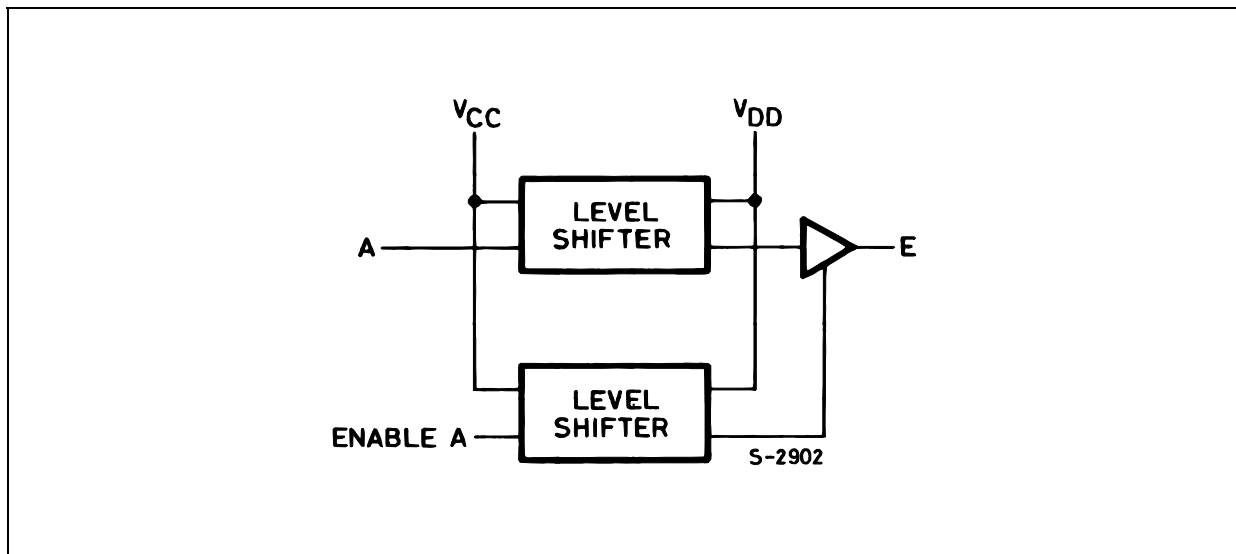 VCC
VDD
LEVEL
SHIFTER
A
E
LEVEL
SHIFTER
ENABLE A
S-2902